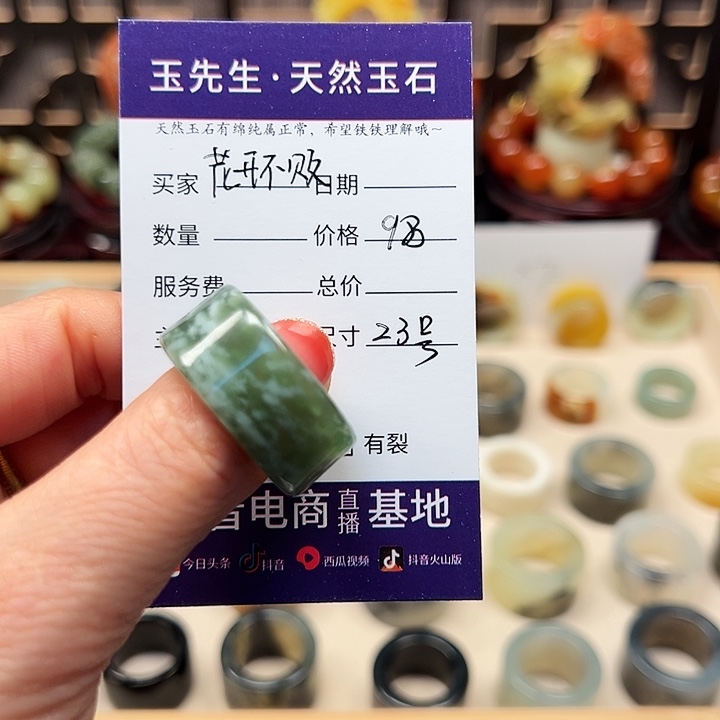 玉先生·天然玉石
天然玉石有绵纯属正常、希望铁铁理解哦~
买家 花开不败 日期
数量 价格 98
服务费 总价
尺寸 23号
有裂
音电商直播基地
今日头条 抖音 西瓜视频 抖音火山版